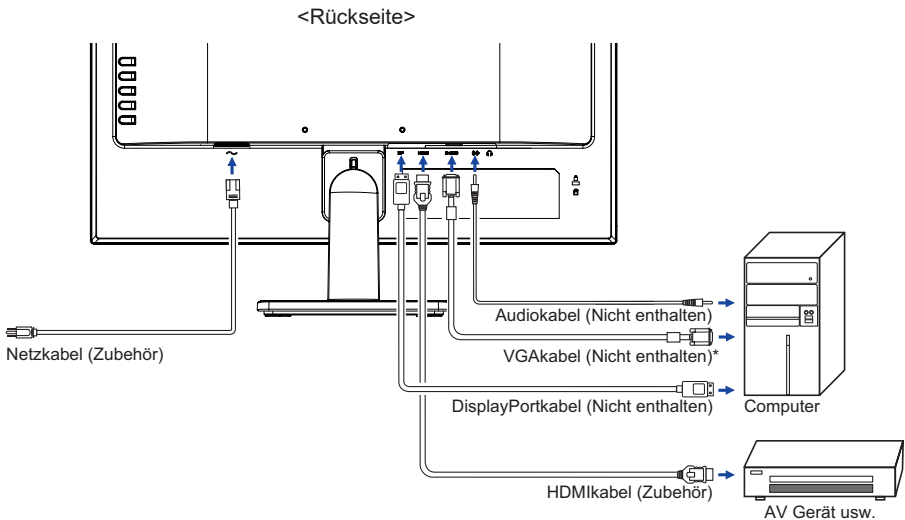 <Rückseite>
Audiokabel (Nicht enthalten)
Netzkabel (Zubehör)
VGAkabel (Nicht enthalten)*
DisplayPortkabel (Nicht enthalten)
Computer
HDMIkabel (Zubehör)
AV Gerät usw.